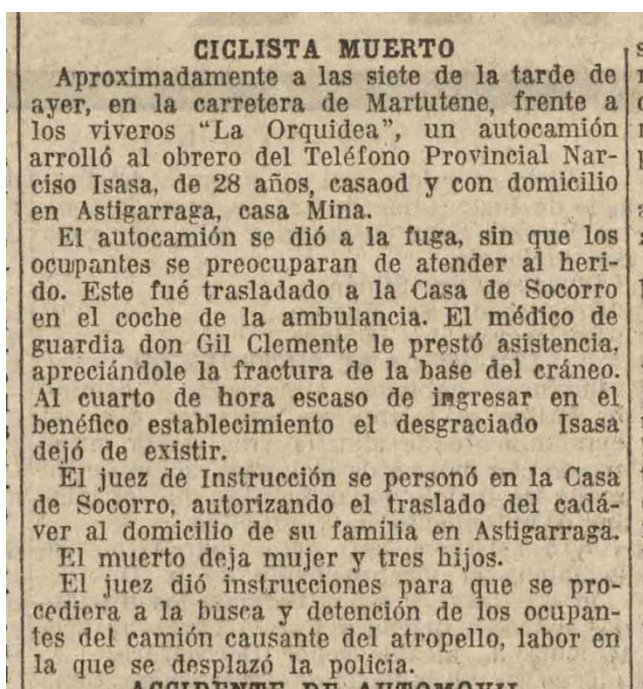 CICLISTA MUERTO
Aproximadamente a las siete de la tarde de
ayer, en la carretera de Martutene, frente a
los viveros "La Orquidea", un autocamión
arrolló al obrero del Teléfono Provincial Nar-
ciso Isasa, de 28 años, casaod y con domicilio
en Astigarraga, casa Mina.
El autocamión se dió a la fuga, sin que los
ocupantes se preocuparan de atender al heri-
do. Este fué trasladado a la Casa de Socorro
en el coche de la ambulancia. El médico de
guardia don Gil Clemente le prestó asistencia,
apreciándole la fractura de la base del cráneo.
Al cuarto de hora escaso de ingresar en el
benéfico establecimiento el desgraciado Isasa
dejó de existir.
El juez de Instrucción se personó en la Casa
de Socorro, autorizando el traslado del cadá-
ver al domicilio de su familia en Astigarraga.
El muerto deja mujer y tres hijos.
El juez dió instrucciones para que se pro-
cediera a la busca y detención de los ocupan-
tes del camión causante del atropello, labor en
la que se desplazó la policía.
ACCIDENTE DE AUTOMOVIL